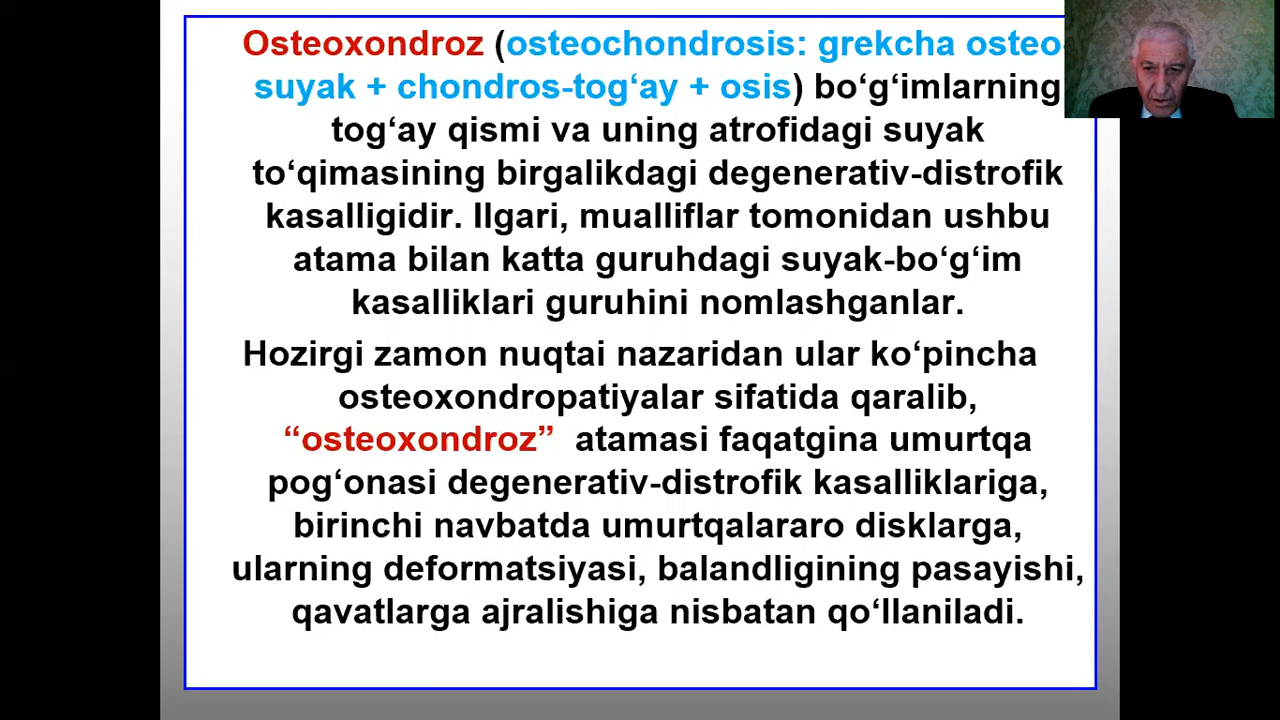 Osteoxondroz (osteochondrosis: grekcha osteo-
suyak + chondros-tog‘ay + osis) bo‘g‘imlarning
tog‘ay qismi va uning atrofidagi suyak
to‘qimasining birgalikdagi degenerativ-distrofik
kasalligidir. Ilgari, mualliflar tomonidan ushbu
atama bilan katta guruhdagi suyak-bo‘g‘im
kasalliklari guruhini nomlashganlar.
Hozirgi zamon nuqtai nazaridan ular ko‘pincha
osteoxondropatiyalar sifatida qaralib,
“osteoxondroz” atamasi faqatgina umurtqa
pog‘onasi degenerativ-distrofik kasalliklariga,
birinchi navbatda umurtqalararo disklarga,
ularning deformatsiyasi, balandligining pasayishi,
qavatlarga ajralishiga nisbatan qo‘llaniladi.